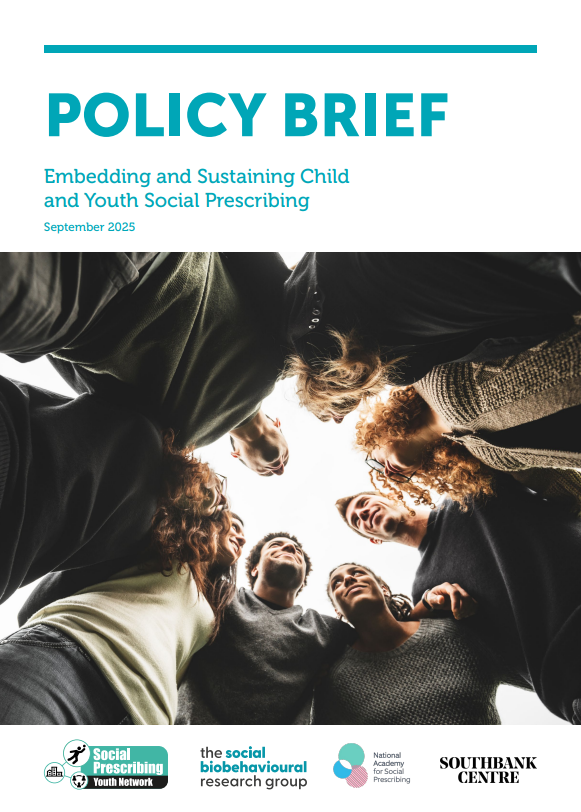 POLICY BRIEF
Embedding and Sustaining Child
and Youth Social Prescribing
September 2025
Social
Prescribing
Youth Network
the social
biobehavioural
research group
National
Academy
for Social
Prescribing
SOUTHBANK
CENTRE